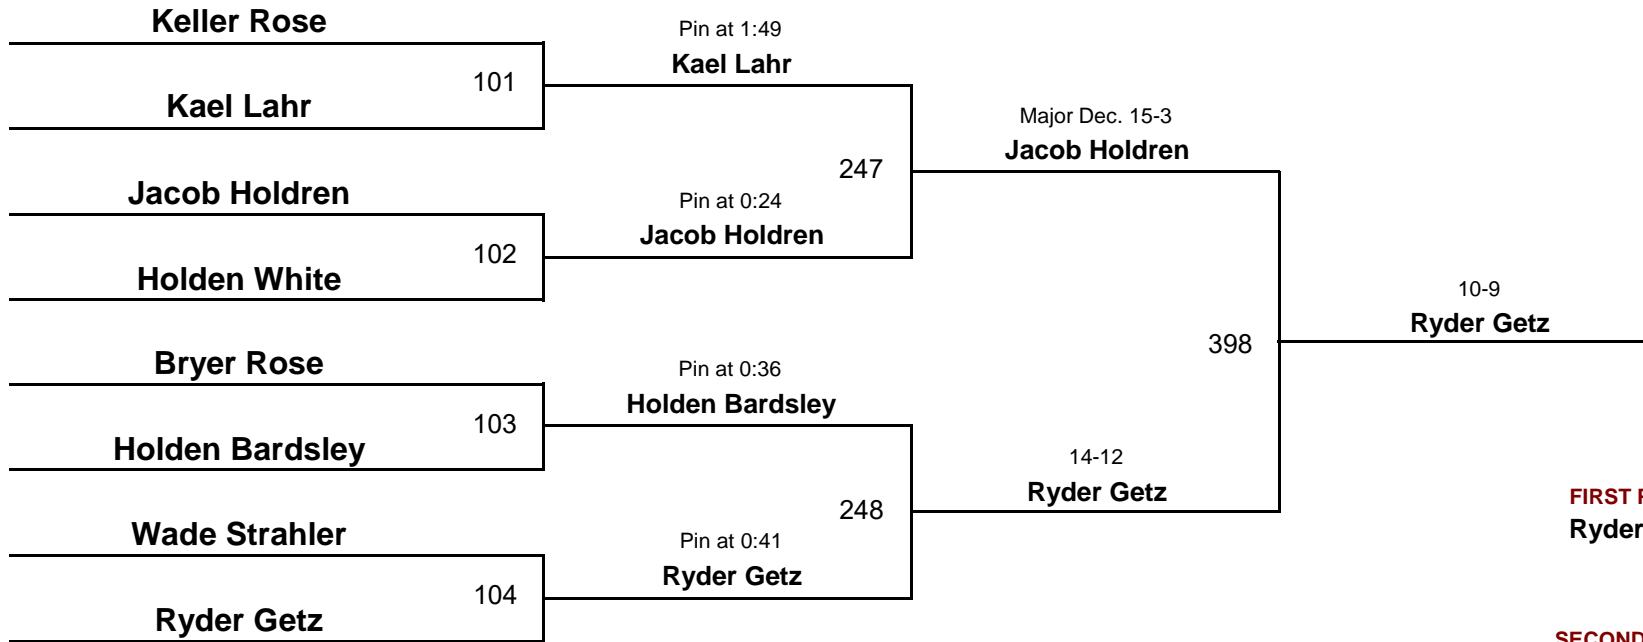 Keller Rose
Pin at 1:49
Kael Lahr
101
Kael Lahr
Major Dec. 15-3
Jacob Holdren
247
Jacob Holdren
Pin at 0:24
Jacob Holdren
102
Holden White
10-9
Ryder Getz
398
Bryer Rose
Pin at 0:36
Holden Bardsley
103
Holden Bardsley
14-12
Ryder Getz
248
FIRST
Ryder
Wade Strahler
Pin at 0:41
Ryder Getz
104
Ryder Getz
SECOND